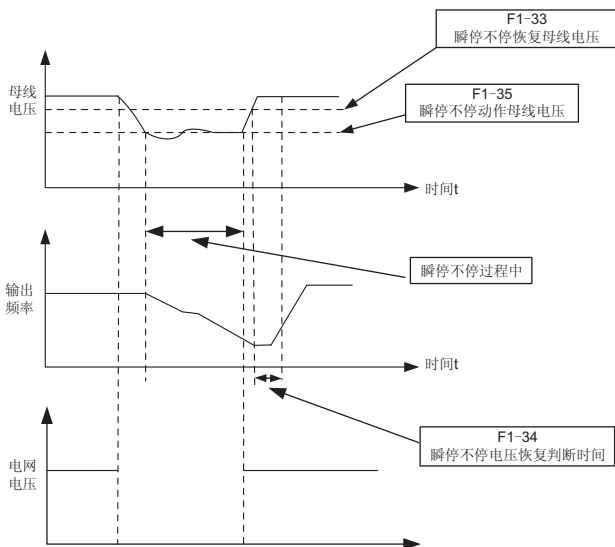 F1-33
瞬停不停恢复母线电压
母线
电压
F1-35
瞬停不停动作母线电压
时间t
瞬停不停过程中
输出
频率
时间t
F1-34
瞬停不停电压恢复判断时间
电网
电压